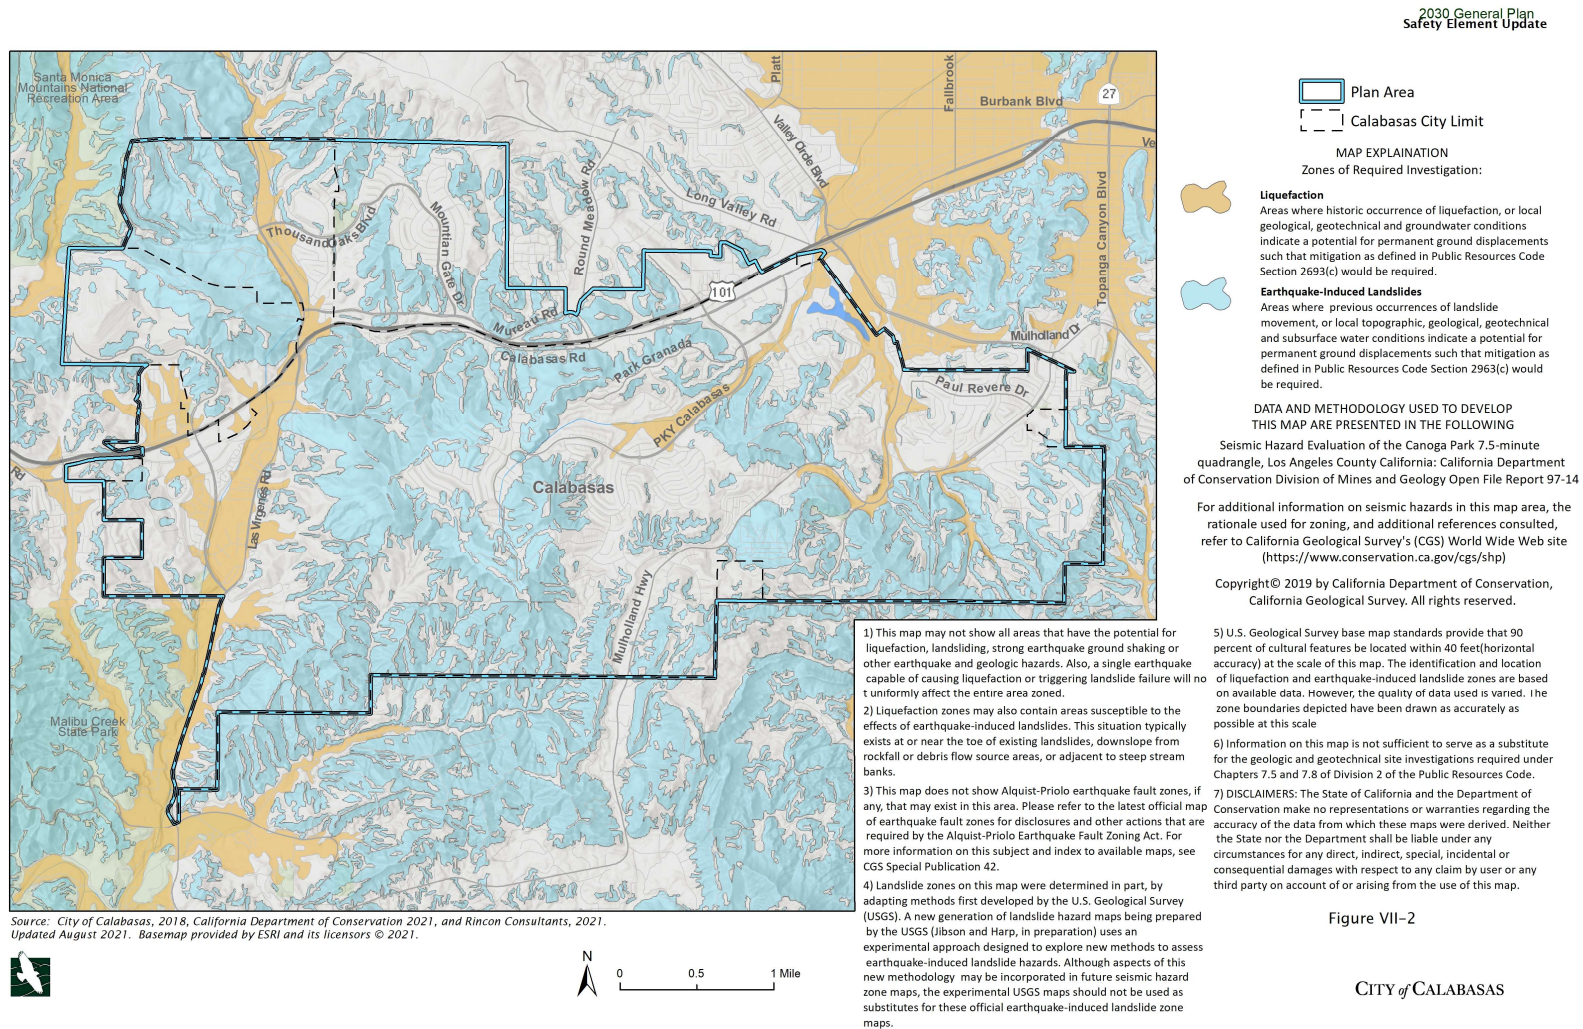 2030 General Plan
Safety Element Update
Santa Monica
Mountains National
Recreation Area
Platt
Fallbrook
Burbank Blvd
27
Valley Orde Blvd
Ve
Long Valley Rd
Round Meadow Rd
Mountian Gate Dr
Thousand Oaks Blvd
Topanga Canyon Blvd
101
Mureau Rd
Calabasas Rd
Park Granada
Mulholland Dr
Paul Revere Dr
PKY Calabasas
Rd
Las Virgenes Rd
Calabasas
Mulholland Hwy
Malibu Creek
State Park
Plan Area
Calabasas City Limit
MAP EXPLAINATION
Zones of Required Investigation:
Liquefaction
Areas where historic occurrence of liquefaction, or local
geological, geotechnical and groundwater conditions
indicate a potential for permanent ground displacements
such that mitigation as defined in Public Resources Code
Section 2693(c) would be required.
Earthquake-Induced Landslides
Areas where previous occurrences of landslide
movement, or local topographic, geological, geotechnical
and subsurface water conditions indicate a potential for
permanent ground displacements such that mitigation as
defined in Public Resources Code Section 2963(c) would
be required.
DATA AND METHODOLOGY USED TO DEVELOP
THIS MAP ARE PRESENTED IN THE FOLLOWING
Seismic Hazard Evaluation of the Canoga Park 7.5-minute
quadrangle, Los Angeles County California: California Department
of Conservation Division of Mines and Geology Open File Report 97-14
For additional information on seismic hazards in this map area, the
rationale used for zoning, and additional references consulted,
refer to California Geological Survey's (CGS) World Wide Web site
(https://www.conservation.ca.gov/cgs/shp)
Copyright© 2019 by California Department of Conservation,
California Geological Survey. All rights reserved.
1) This map may not show all areas that have the potential for
liquefaction, landsliding, strong earthquake ground shaking or
other earthquake and geologic hazards. Also, a single earthquake
capable of causing liquefaction or triggering landslide failure will no
t uniformly affect the entire area zoned.
2) Liquefaction zones may also contain areas susceptible to the
effects of earthquake-induced landslides. This situation typically
exists at or near the toe of existing landslides, downslope from
rockfall or debris flow source areas, or adjacent to steep stream
banks.
3) This map does not show Alquist-Priolo earthquake fault zones, if
any, that may exist in this area. Please refer to the latest official map
of earthquake fault zones for disclosures and other actions that are
required by the Alquist-Priolo Earthquake Fault Zoning Act. For
more information on this subject and index to available maps, see
CGS Special Publication 42.
4) Landslide zones on this map were determined in part, by
adapting methods first developed by the U.S. Geological Survey
(USGS). A new generation of landslide hazard maps being prepared
by the USGS (Jibson and Harp, in preparation) uses an
experimental approach designed to explore new methods to assess
earthquake-induced landslide hazards. Although aspects of this
new methodology may be incorporated in future seismic hazard
zone maps, the experimental USGS maps should not be used as
substitutes for these official earthquake-induced landslide zone
maps.
5) U.S. Geological Survey base map standards provide that 90
percent of cultural features be located within 40 feet(horizontal
accuracy) at the scale of this map. The identification and location
of liquefaction and earthquake-induced landslide zones are based
on available data. However, the quality of data used is varied. The
zone boundaries depicted have been drawn as accurately as
possible at this scale
6) Information on this map is not sufficient to serve as a substitute
for the geologic and geotechnical site investigations required under
Chapters 7.5 and 7.8 of Division 2 of the Public Resources Code.
7) DISCLAIMERS: The State of California and the Department of
Conservation make no representations or warranties regarding the
accuracy of the data from which these maps were derived. Neither
the State nor the Department shall be liable under any
circumstances for any direct, indirect, special, incidental or
consequential damages with respect to any claim by user or any
third party on account of or arising from the use of this map.
Source: City of Calabasas, 2018, California Department of Conservation 2021, and Rincon Consultants, 2021.
Updated August 2021. Basemap provided by ESRI and its licensors © 2021.
N
0 0.5 1 Mile
Figure VII-2
CITY of CALABASAS